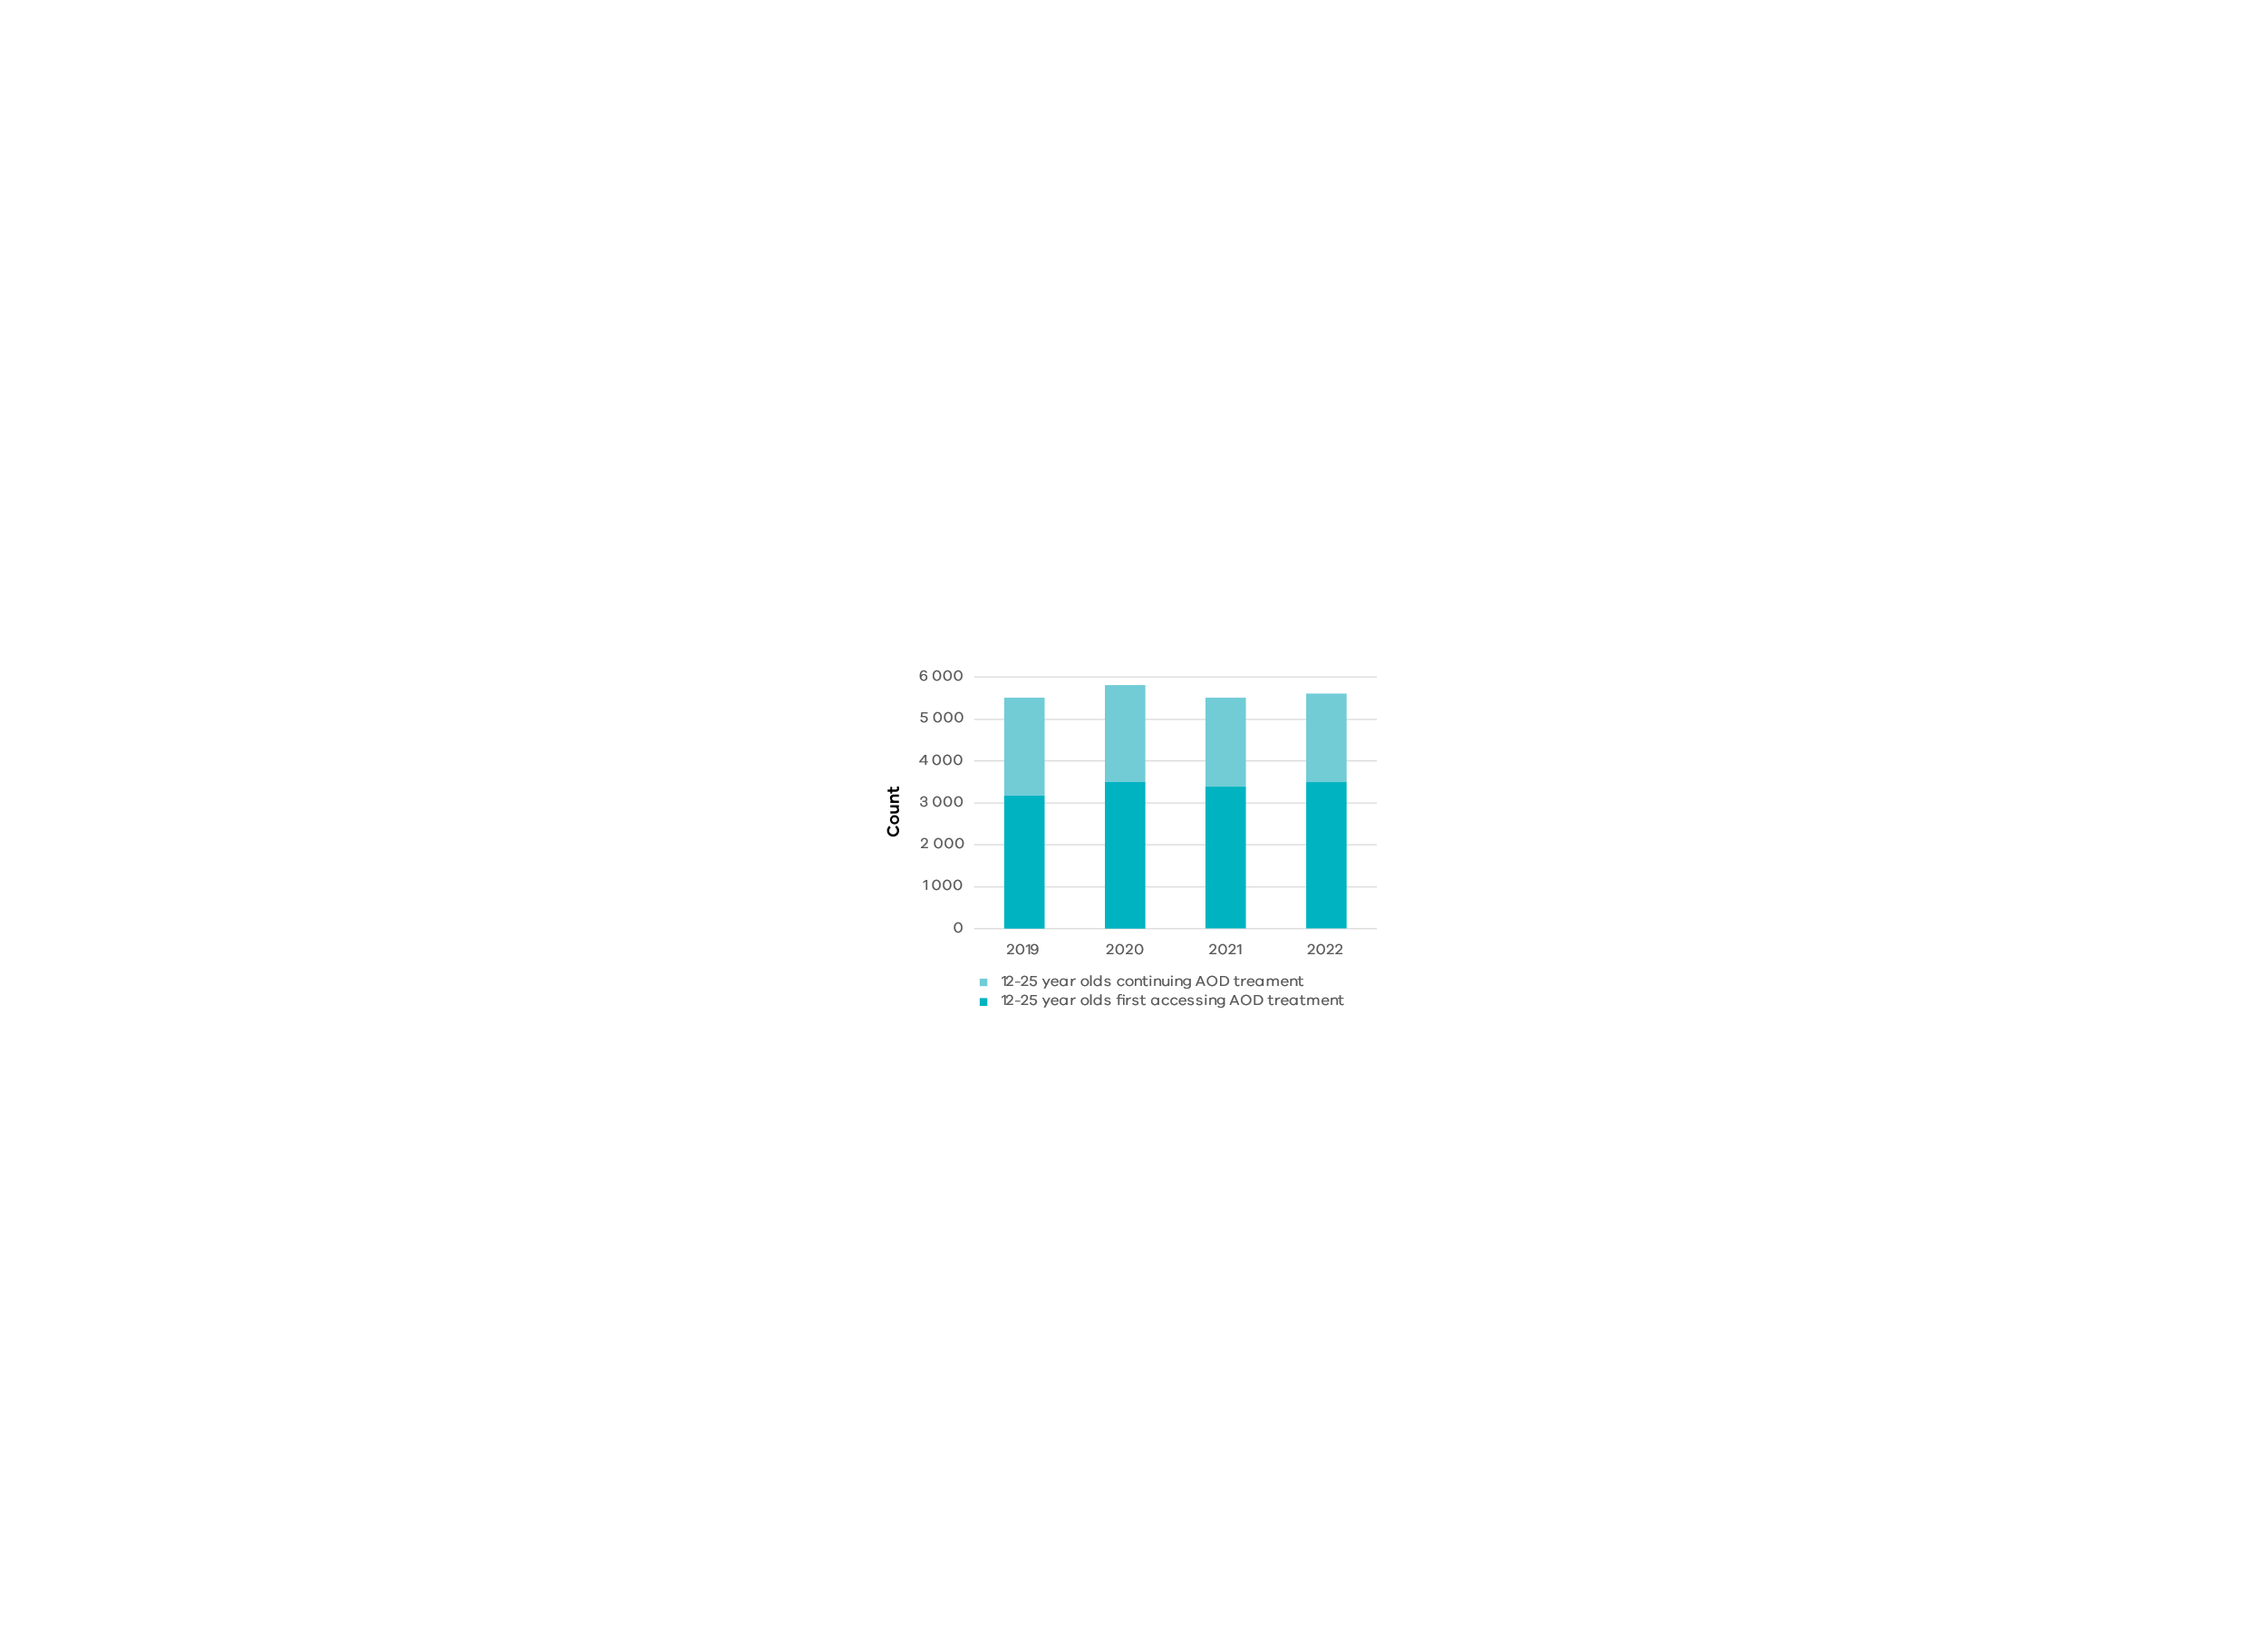 6 000
5 000
4 000
3 000
2 000
1 000
0
Count
2019 2020 2021 2022
12-25 year olds continuing AOD treament
12-25 year olds first accessing AOD treatment